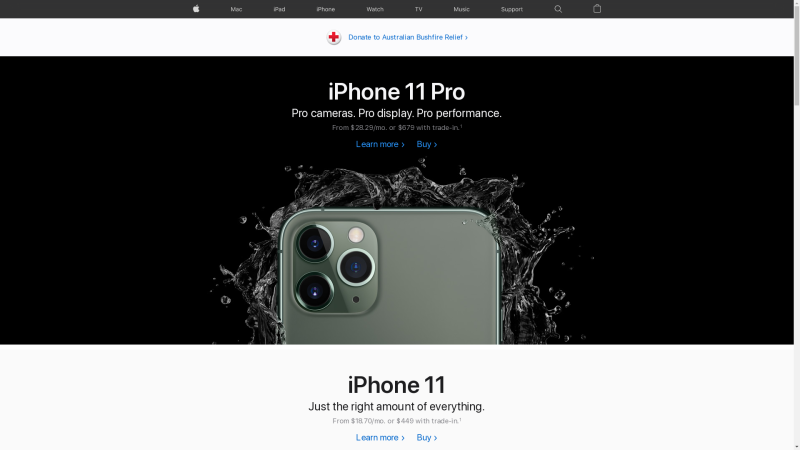 Mac iPad iPhone Watch TV Music Support
Donate to Australian Bushfire Relief ›
iPhone 11 Pro
Pro cameras. Pro display. Pro performance.
From $28.29/mo. or $679 with trade-in.¹
Learn more › Buy ›
iPhone 11
Just the right amount of everything.
From $18.70/mo. or $449 with trade-in.¹
Learn more › Buy ›